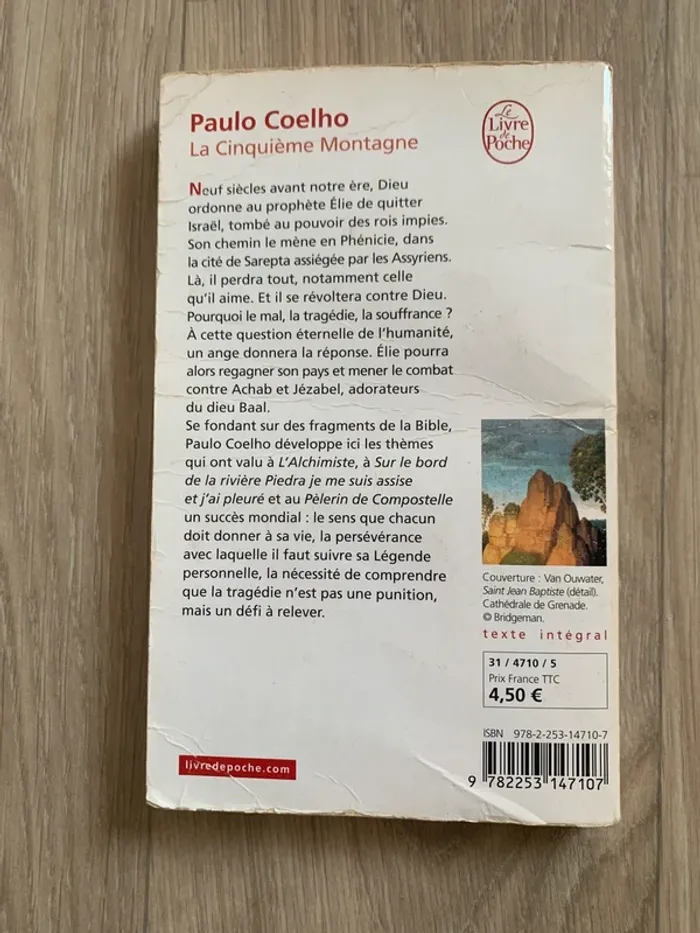 Paulo Coelho
La Cinquième Montagne
Le
Livre
de
Poche
Neuf siècles avant notre ère, Dieu
ordonne au prophète Élie de quitter
Israël, tombé au pouvoir des rois impies.
Son chemin le mène en Phénicie, dans
la cité de Sarepta assiégée par les Assyriens.
Là, il perdra tout, notamment celle
qu'il aime. Et il se révoltera contre Dieu.
Pourquoi le mal, la tragédie, la souffrance ?
À cette question éternelle de l'humanité,
un ange donnera la réponse. Élie pourra
alors regagner son pays et mener le combat
contre Achab et Jézabel, adorateurs
du dieu Baal.
Se fondant sur des fragments de la Bible,
Paulo Coelho développe ici les thèmes
qui ont valu à L'Alchimiste, à Sur le bord
de la rivière Piedra je me suis assise
et j'ai pleuré et au Pèlerin de Compostelle
un succès mondial : le sens que chacun
doit donner à sa vie, la persévérance
avec laquelle il faut suivre sa Légende
personnelle, la nécessité de comprendre
que la tragédie n'est pas une punition,
mais un défi à relever.
Couverture : Van Ouwater,
Saint Jean Baptiste (détail).
Cathédrale de Grenade.
© Bridgeman.
texte intégral
31 / 4710 / 5
Prix France TTC
4,50 €
ISBN 978-2-253-14710-7
9 782253 147107
livredepoche.com